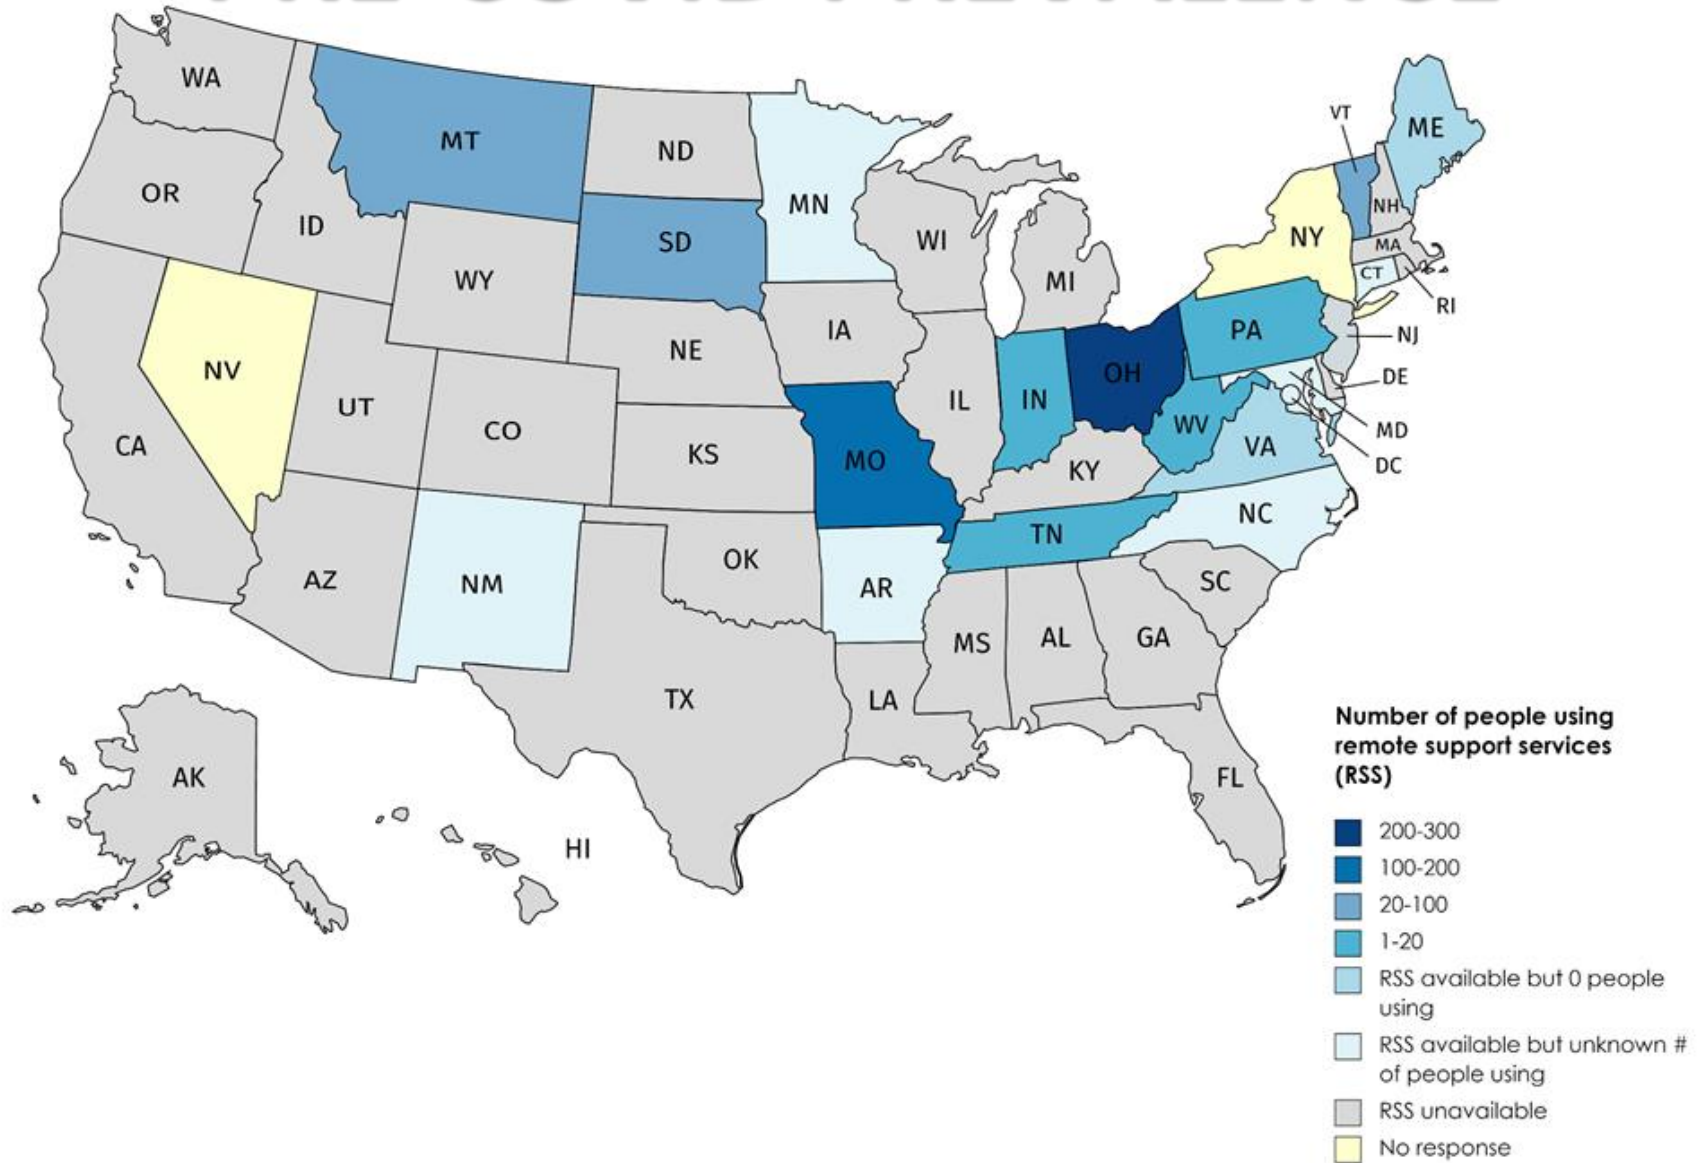 WA
MT
ND
MN
VT
ME
OR
ID
SD
WI
NY
NH
MA
WY
MI
CT
RI
IA
PA
NJ
NE
NV
OH
DE
UT
IL
IN
CO
WV
MD
CA
KS
MO
KY
VA
DC
NC
TN
OK
AZ
NM
AR
SC
MS
AL
GA
TX
LA
AK
FL
HI
Number of people using
remote support services
(RSS)
200-300
100-200
20-100
1-20
RSS available but 0 people
using
RSS available but unknown #
of people using
RSS unavailable
No response